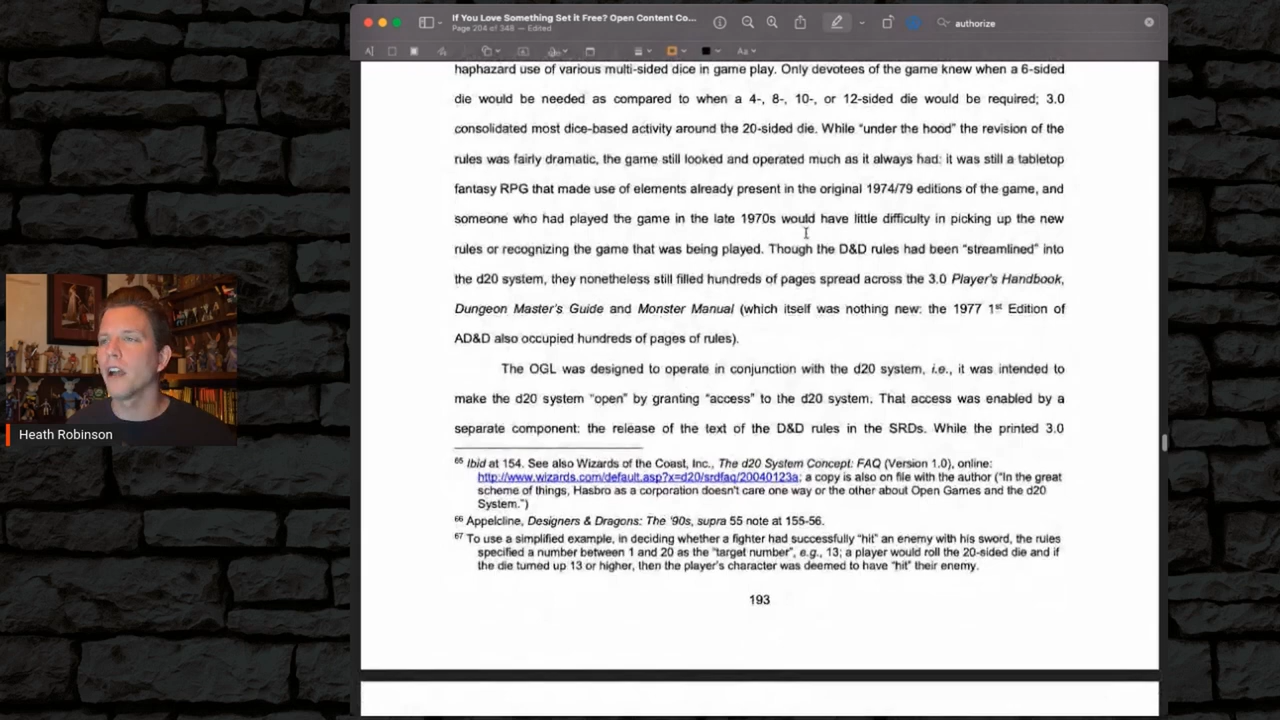 If You Love Something Set it Free? Open Content Co...
Page 204 of 348 — Edited
authorize
haphazard use of various multi-sided dice in game play. Only devotees of the game knew when a 6-sided
die would be needed as compared to when a 4-, 8-, 10-, or 12-sided die would be required; 3.0
consolidated most dice-based activity around the 20-sided die. While “under the hood” the revision of the
rules was fairly dramatic, the game still looked and operated much as it always had: it was still a tabletop
fantasy RPG that made use of elements already present in the original 1974/79 editions of the game, and
someone who had played the game in the late 1970s would have little difficulty in picking up the new
rules or recognizing the game that was being played. Though the D&D rules had been “streamlined” into
the d20 system, they nonetheless still filled hundreds of pages spread across the 3.0 Player's Handbook,
Dungeon Master's Guide and Monster Manual (which itself was nothing new: the 1977 1st Edition of
AD&D also occupied hundreds of pages of rules).
The OGL was designed to operate in conjunction with the d20 system, i.e., it was intended to
make the d20 system “open” by granting “access” to the d20 system. That access was enabled by a
separate component: the release of the text of the D&D rules in the SRDs. While the printed 3.0
65 Ibid at 154. See also Wizards of the Coast, Inc., The d20 System Concept: FAQ (Version 1.0), online:
http://www.wizards.com/default.asp?x=d20/srdfaq/20040123a; a copy is also on file with the author (“In the great
scheme of things, Hasbro as a corporation doesn't care one way or the other about Open Games and the d20
System.”)
66 Appelcline, Designers & Dragons: The '90s, supra 55 note at 155-56.
67 To use a simplified example, in deciding whether a fighter had successfully “hit” an enemy with his sword, the rules
specified a number between 1 and 20 as the “target number”, e.g., 13; a player would roll the 20-sided die and if
the die turned up 13 or higher, then the player's character was deemed to have “hit” their enemy.
193
Heath Robinson